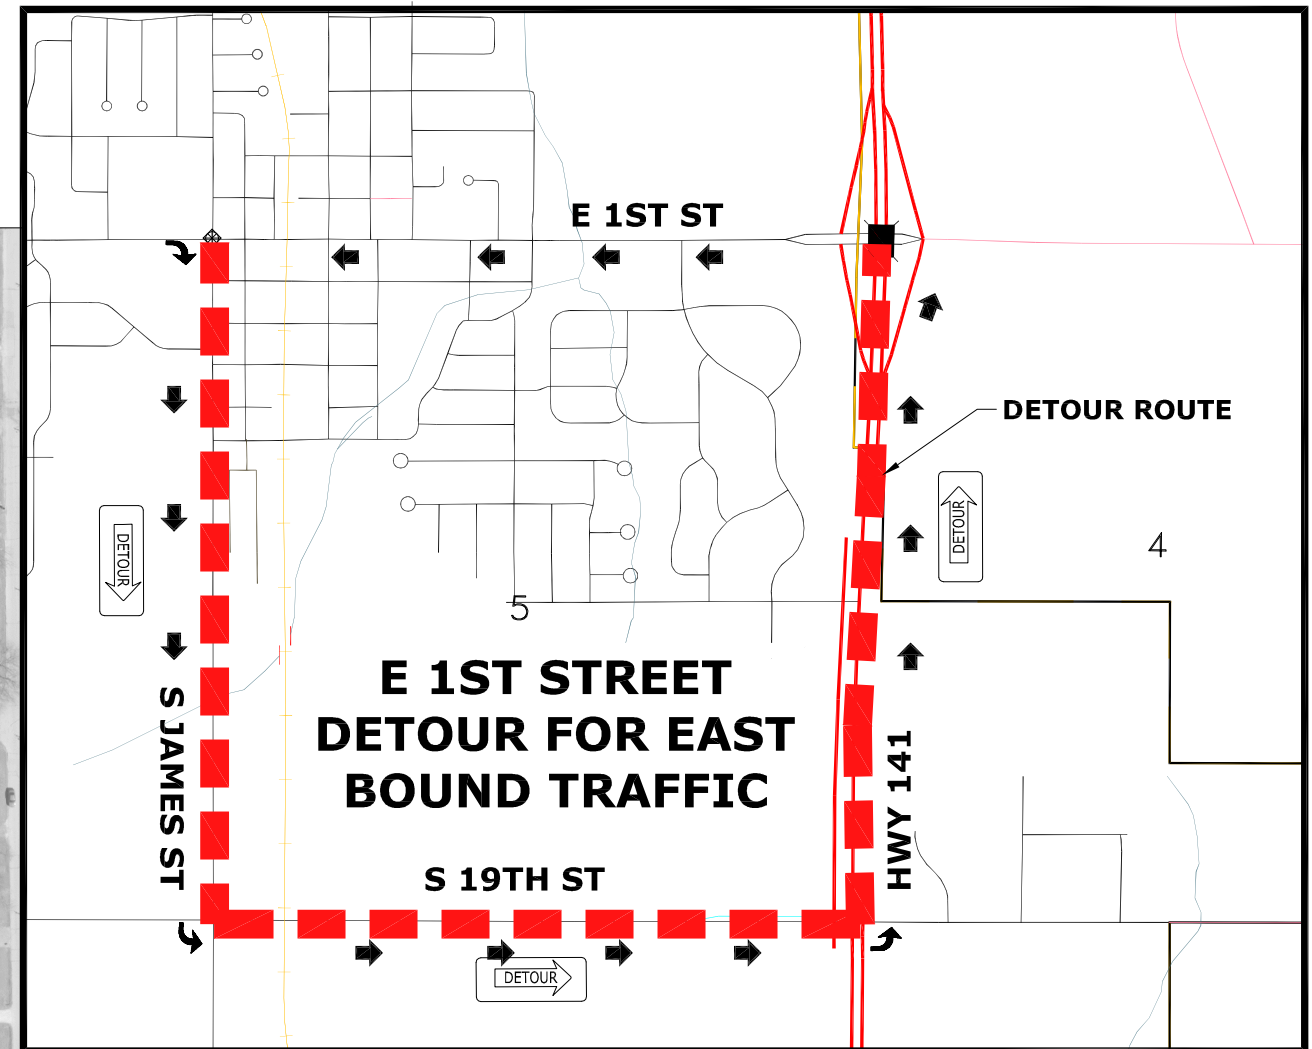 E 1ST ST
DETOUR ROUTE
DETOUR
DETOUR
4
5
E 1ST STREET
DETOUR FOR EAST
BOUND TRAFFIC
S JAMES ST
HWY 141
S 19TH ST
DETOUR